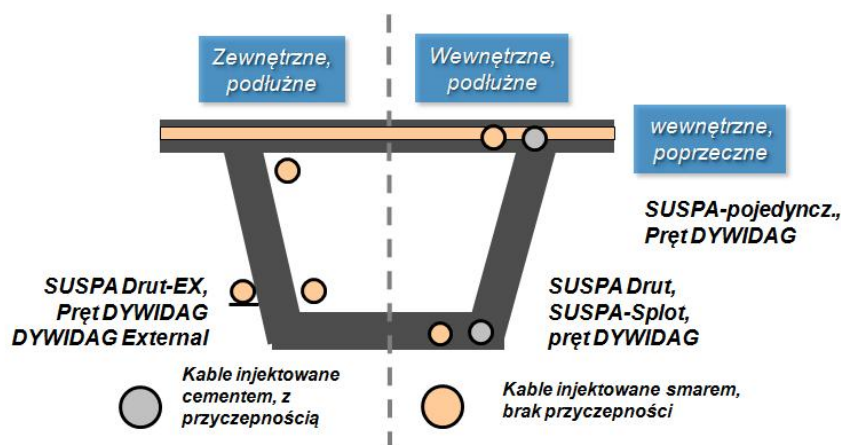 Zewnętrzne,
podłużne
Wewnętrzne,
podłużne
wewnętrzne,
poprzeczne
SUSPA-pojedyncz.,
Pręt DYWIDAG
SUSPA Drut-EX,
Pręt DYWIDAG
DYWIDAG External
SUSPA Drut,
SUSPA-Splot,
pręt DYWIDAG
Kable injektowane
cementem, z
przyczepnością
Kable injektowane smarem,
brak przyczepności